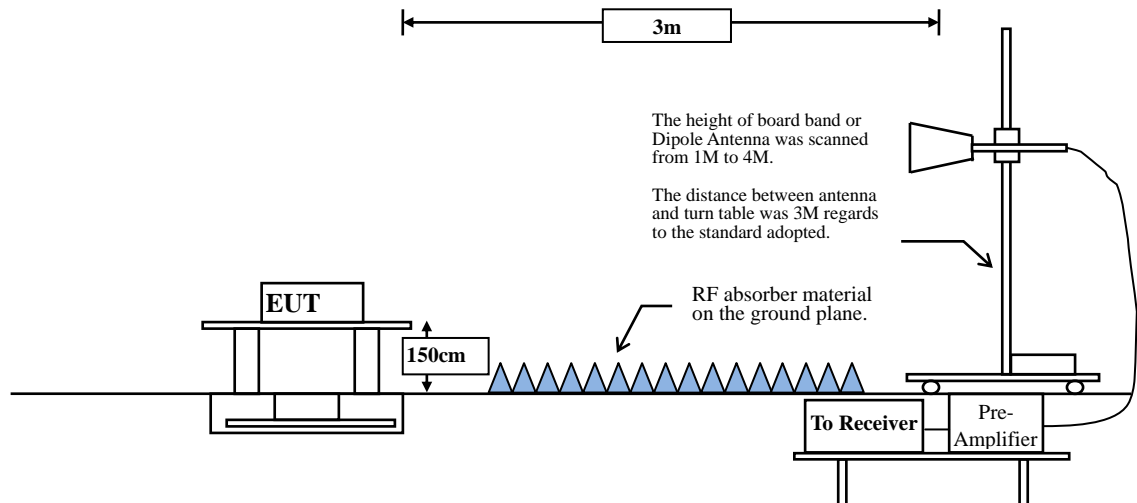 3m
The height of board band or
Dipole Antenna was scanned
from 1M to 4M.
The distance between antenna
and turn table was 3M regards
to the standard adopted.
EUT
RF absorber material
on the ground plane.
150cm
To Receiver
Pre-
Amplifier